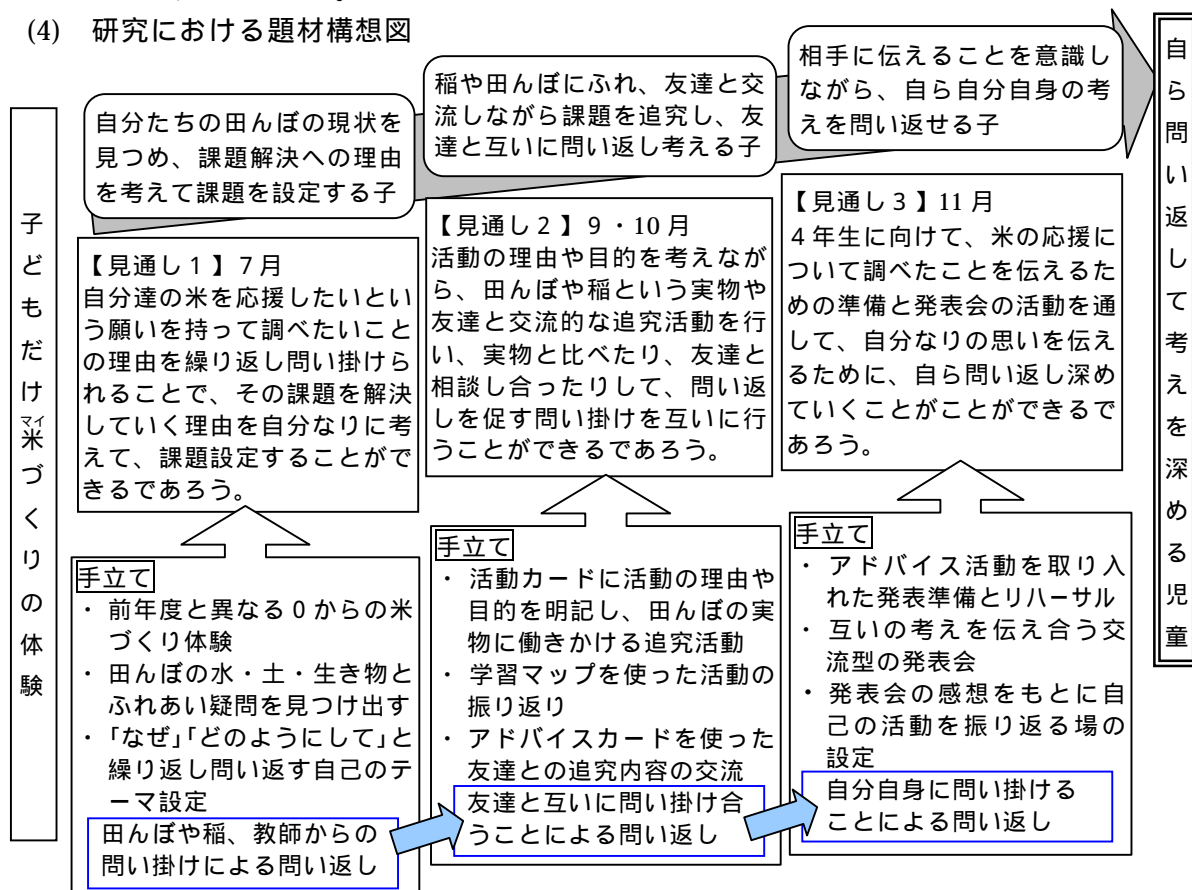 (4) 研究における題材構想図
子どもだけ米づくりの体験
マイ
自分たちの田んぼの現状を
見つめ、課題解決への理由
を考えて課題を設定する子
稲や田んぼにふれ、友達と交
流しながら課題を追究し、友
達と互いに問い返し考える子
相手に伝えることを意識し
ながら、自ら自分自身の考
えを問い返せる子
【見通し１】７月
自分達の米を応援したいとい
う願いを持って調べたいこと
の理由を繰り返し問い掛けら
れることで、その課題を解決
していく理由を自分なりに考
えて、課題設定することがで
きるであろう。
【見通し２】９・10月
活動の理由や目的を考えなが
ら、田んぼや稲という実物や
友達と交流的な追究活動を行
い、実物と比べたり、友達と
相談し合ったりして、問い返
しを促す問い掛けを互いに行
うことができるであろう。
【見通し３】11月
４年生に向けて、米の応援に
ついて調べたことを伝えるた
めの準備と発表会の活動を通
して、自分なりの思いを伝え
るために、自ら問い返し深め
ていくことがことができるで
あろう。
手立て
・ 前年度と異なる０からの米
づくり体験
・ 田んぼの水・土・生き物と
ふれあい疑問を見つけ出す
・「なぜ」「どのようにして」と
繰り返し問い返す自己のテ
ーマ設定
田んぼや稲、教師からの
問い掛けによる問い返し
手立て
・ 活動カードに活動の理由や
目的を明記し、田んぼの実
物に働きかける追究活動
・ 学習マップを使った活動の
振り返り
・ アドバイスカードを使った
友達との追究内容の交流
友達と互いに問い掛け合
うことによる問い返し
手立て
・ アドバイス活動を取り入
れた発表準備とリハーサル
・ 互いの考えを伝え合う交
流型の発表会
・ 発表会の感想をもとに自
己の活動を振り返る場の
設定
自分自身に問い掛ける
ことによる問い返し
自ら問い返して考えを深める児童